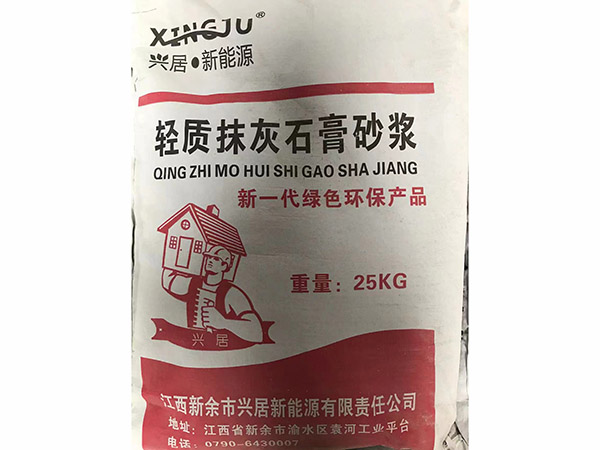 XINGJU®
兴居●新能源
轻质抹灰石膏砂浆
QING ZHI MO HUI SHI GAO SHA JIANG
新一代绿色环保产品
重量：25KG
兴居
江西新余市兴居新能源有限责任公司
地址：江西省新余市渝水区袁河工业平台
电话：0790-6430007